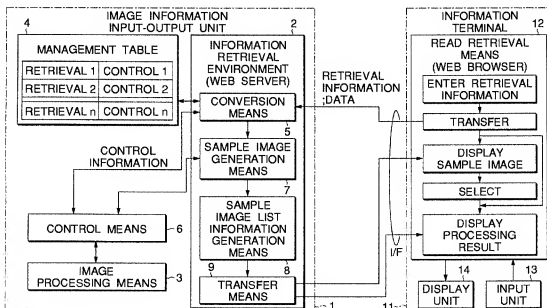 IMAGE INFORMATION
INPUT-OUTPUT UNIT
4
MANAGEMENT TABLE
RETRIEVAL 1 CONTROL 1
RETRIEVAL 2 CONTROL 2
RETRIEVAL n CONTROL n
CONTROL
INFORMATION
CONTROL MEANS
6
IMAGE
PROCESSING MEANS
3
2
INFORMATION
RETRIEVAL
ENVIRONMENT
(WEB SERVER)
CONVERSION
MEANS
5
SAMPLE IMAGE
GENERATION
MEANS
7
SAMPLE
IMAGE LIST
INFORMATION
GENERATION
MEANS
8
9
TRANSFER
MEANS
1
RETRIEVAL
INFORMATION
;DATA
I/F
INFORMATION
TERMINAL
12
READ RETRIEVAL
MEANS
(WEB BROWSER)
ENTER RETRIEVAL
INFORMATION
TRANSFER
DISPLAY
SAMPLE IMAGE
SELECT
DISPLAY
PROCESSING
RESULT
14
13
DISPLAY
UNIT
INPUT
UNIT
11